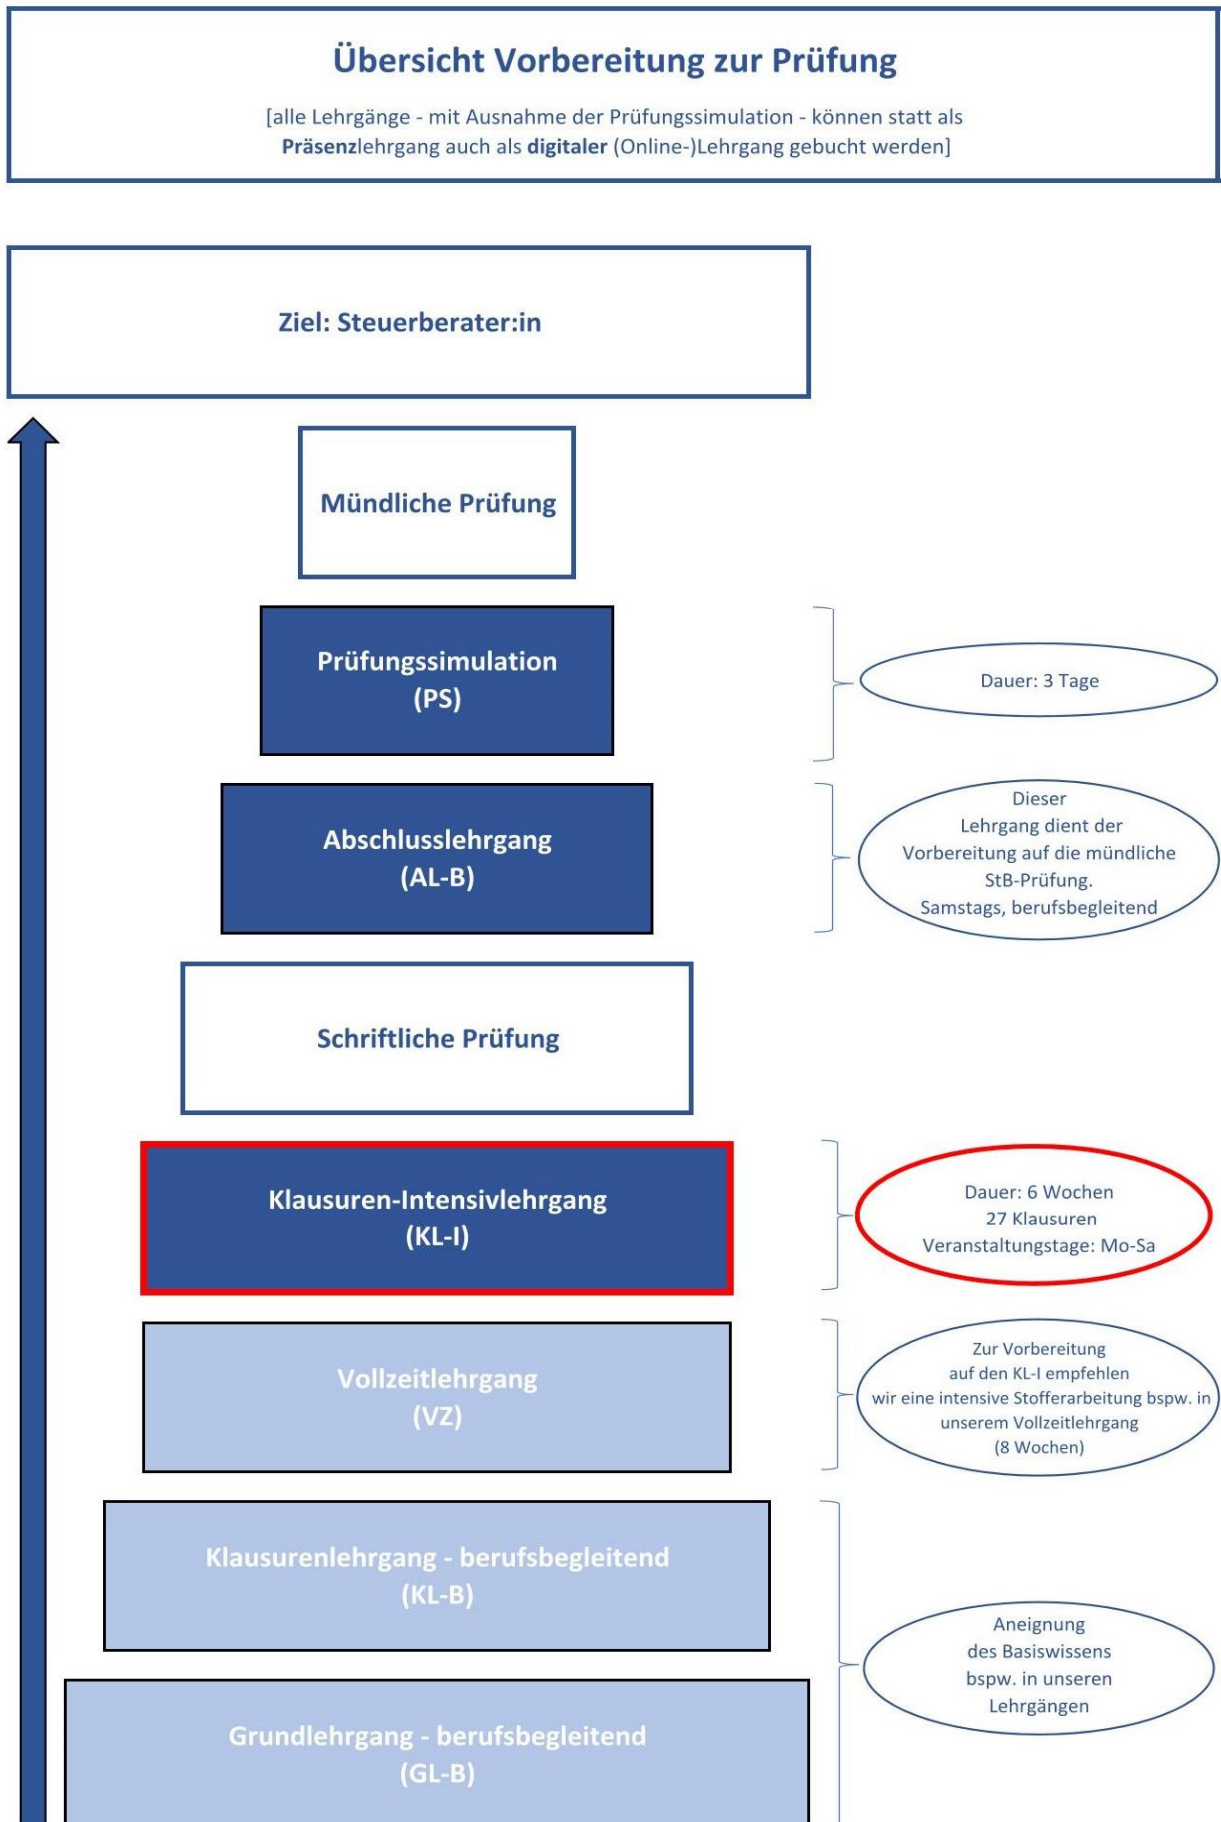 Übersicht Vorbereitung zur Prüfung
[alle Lehrgänge - mit Ausnahme der Prüfungssimulation - können statt als
Präsenzlehrgang auch als digitaler (Online-)Lehrgang gebucht werden]
Ziel: Steuerberater:in
Mündliche Prüfung
Prüfungssimulation
(PS)
Dauer: 3 Tage
Abschlusslehrgang
(AL-B)
Dieser
Lehrgang dient der
Vorbereitung auf die mündliche
StB-Prüfung.
Samstags, berufsbegleitend
Schriftliche Prüfung
Klausuren-Intensivlehrgang
(KL-I)
Dauer: 6 Wochen
27 Klausuren
Veranstaltungstage: Mo-Sa
Vollzeitlehrgang
(VZ)
Zur Vorbereitung
auf den KL-I empfehlen
wir eine intensive Stofferarbeitung bspw. in
unserem Vollzeitlehrgang
(8 Wochen)
Klausurenlehrgang - berufsbegleitend
(KL-B)
Grundlehrgang - berufsbegleitend
(GL-B)
Aneignung
des Basiswissens
bspw. in unseren
Lehrgängen